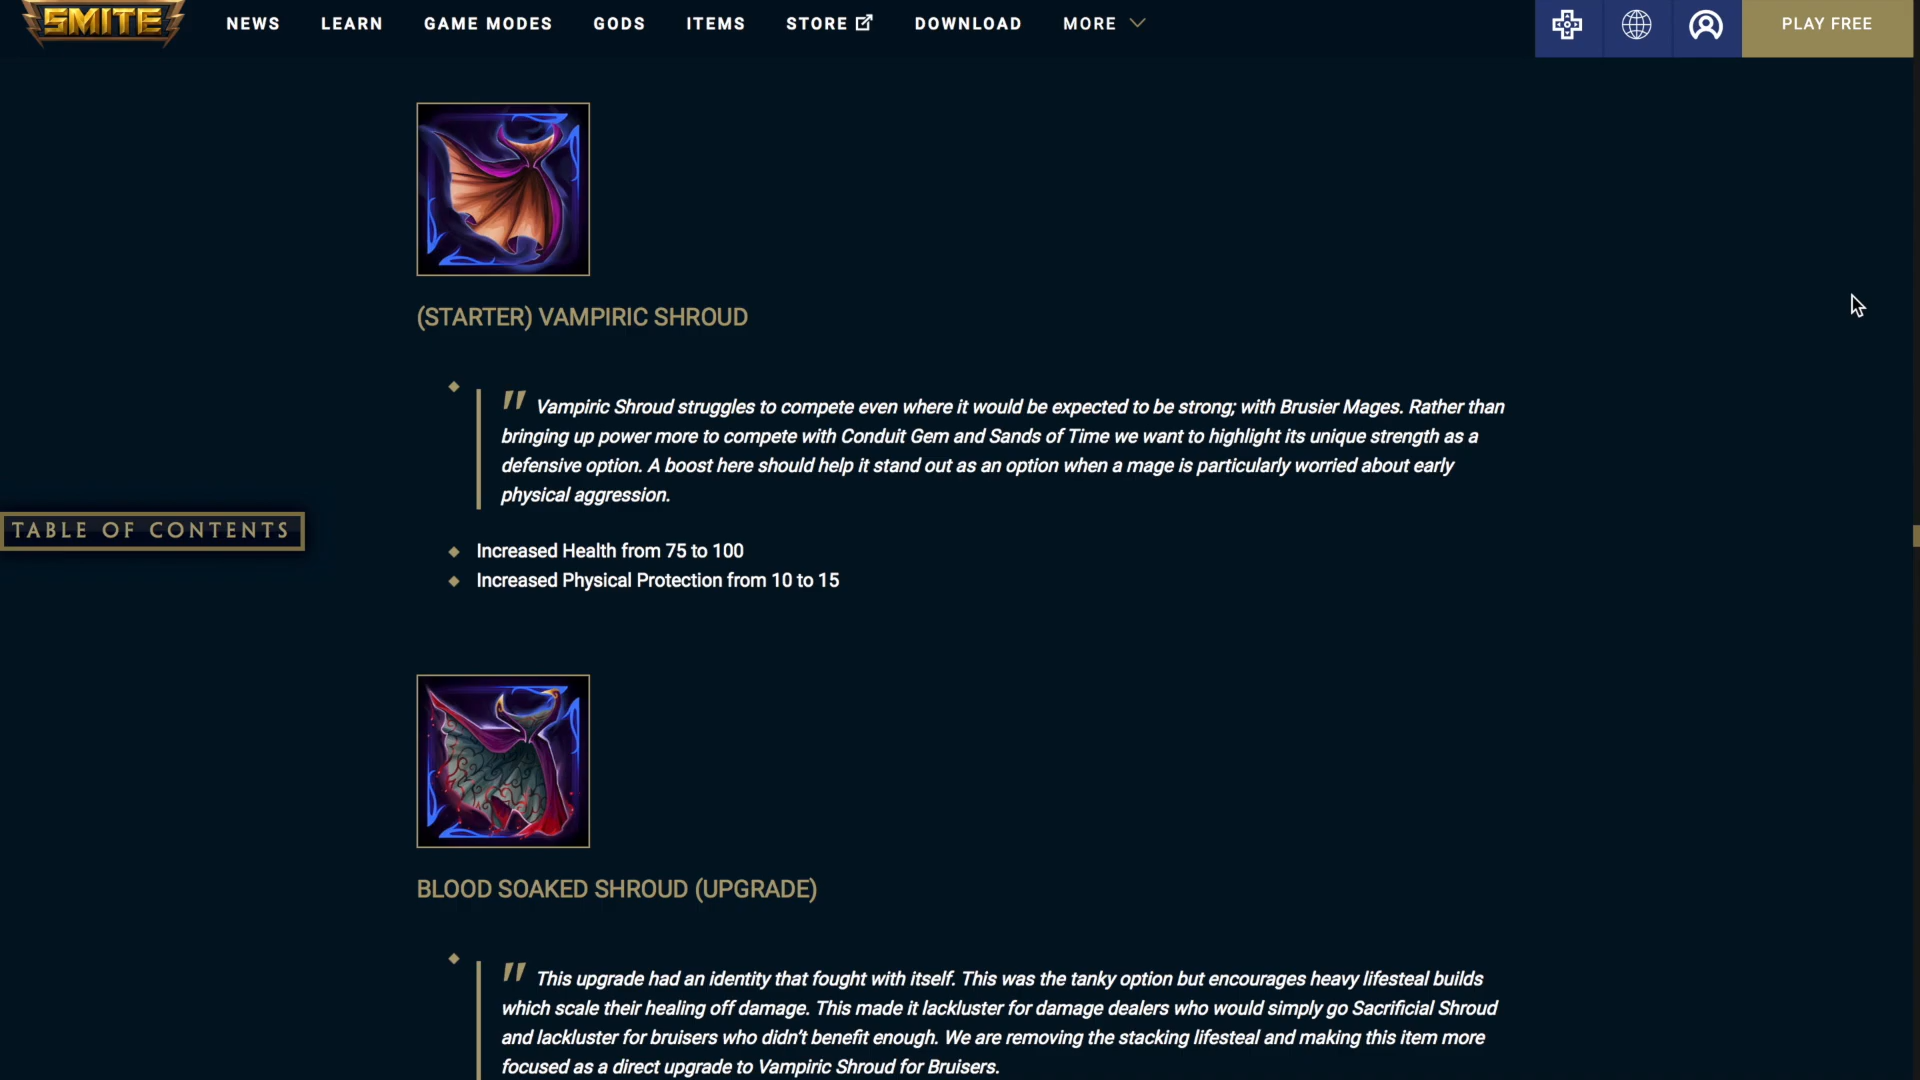 SMITE
NEWS LEARN GAME MODES GODS ITEMS STORE DOWNLOAD MORE PLAY FREE
(STARTER) VAMPIRIC SHROUD
" Vampiric Shroud struggles to compete even where it would be expected to be strong; with Brusier Mages. Rather than
bringing up power more to compete with Conduit Gem and Sands of Time we want to highlight its unique strength as a
defensive option. A boost here should help it stand out as an option when a mage is particularly worried about early
physical aggression.
TABLE OF CONTENTS
Increased Health from 75 to 100
Increased Physical Protection from 10 to 15
BLOOD SOAKED SHROUD (UPGRADE)
" This upgrade had an identity that fought with itself. This was the tanky option but encourages heavy lifesteal builds
which scale their healing off damage. This made it lackluster for damage dealers who would simply go Sacrificial Shroud
and lackluster for bruisers who didn't benefit enough. We are removing the stacking lifesteal and making this item more
focused as a direct upgrade to Vampiric Shroud for Bruisers.